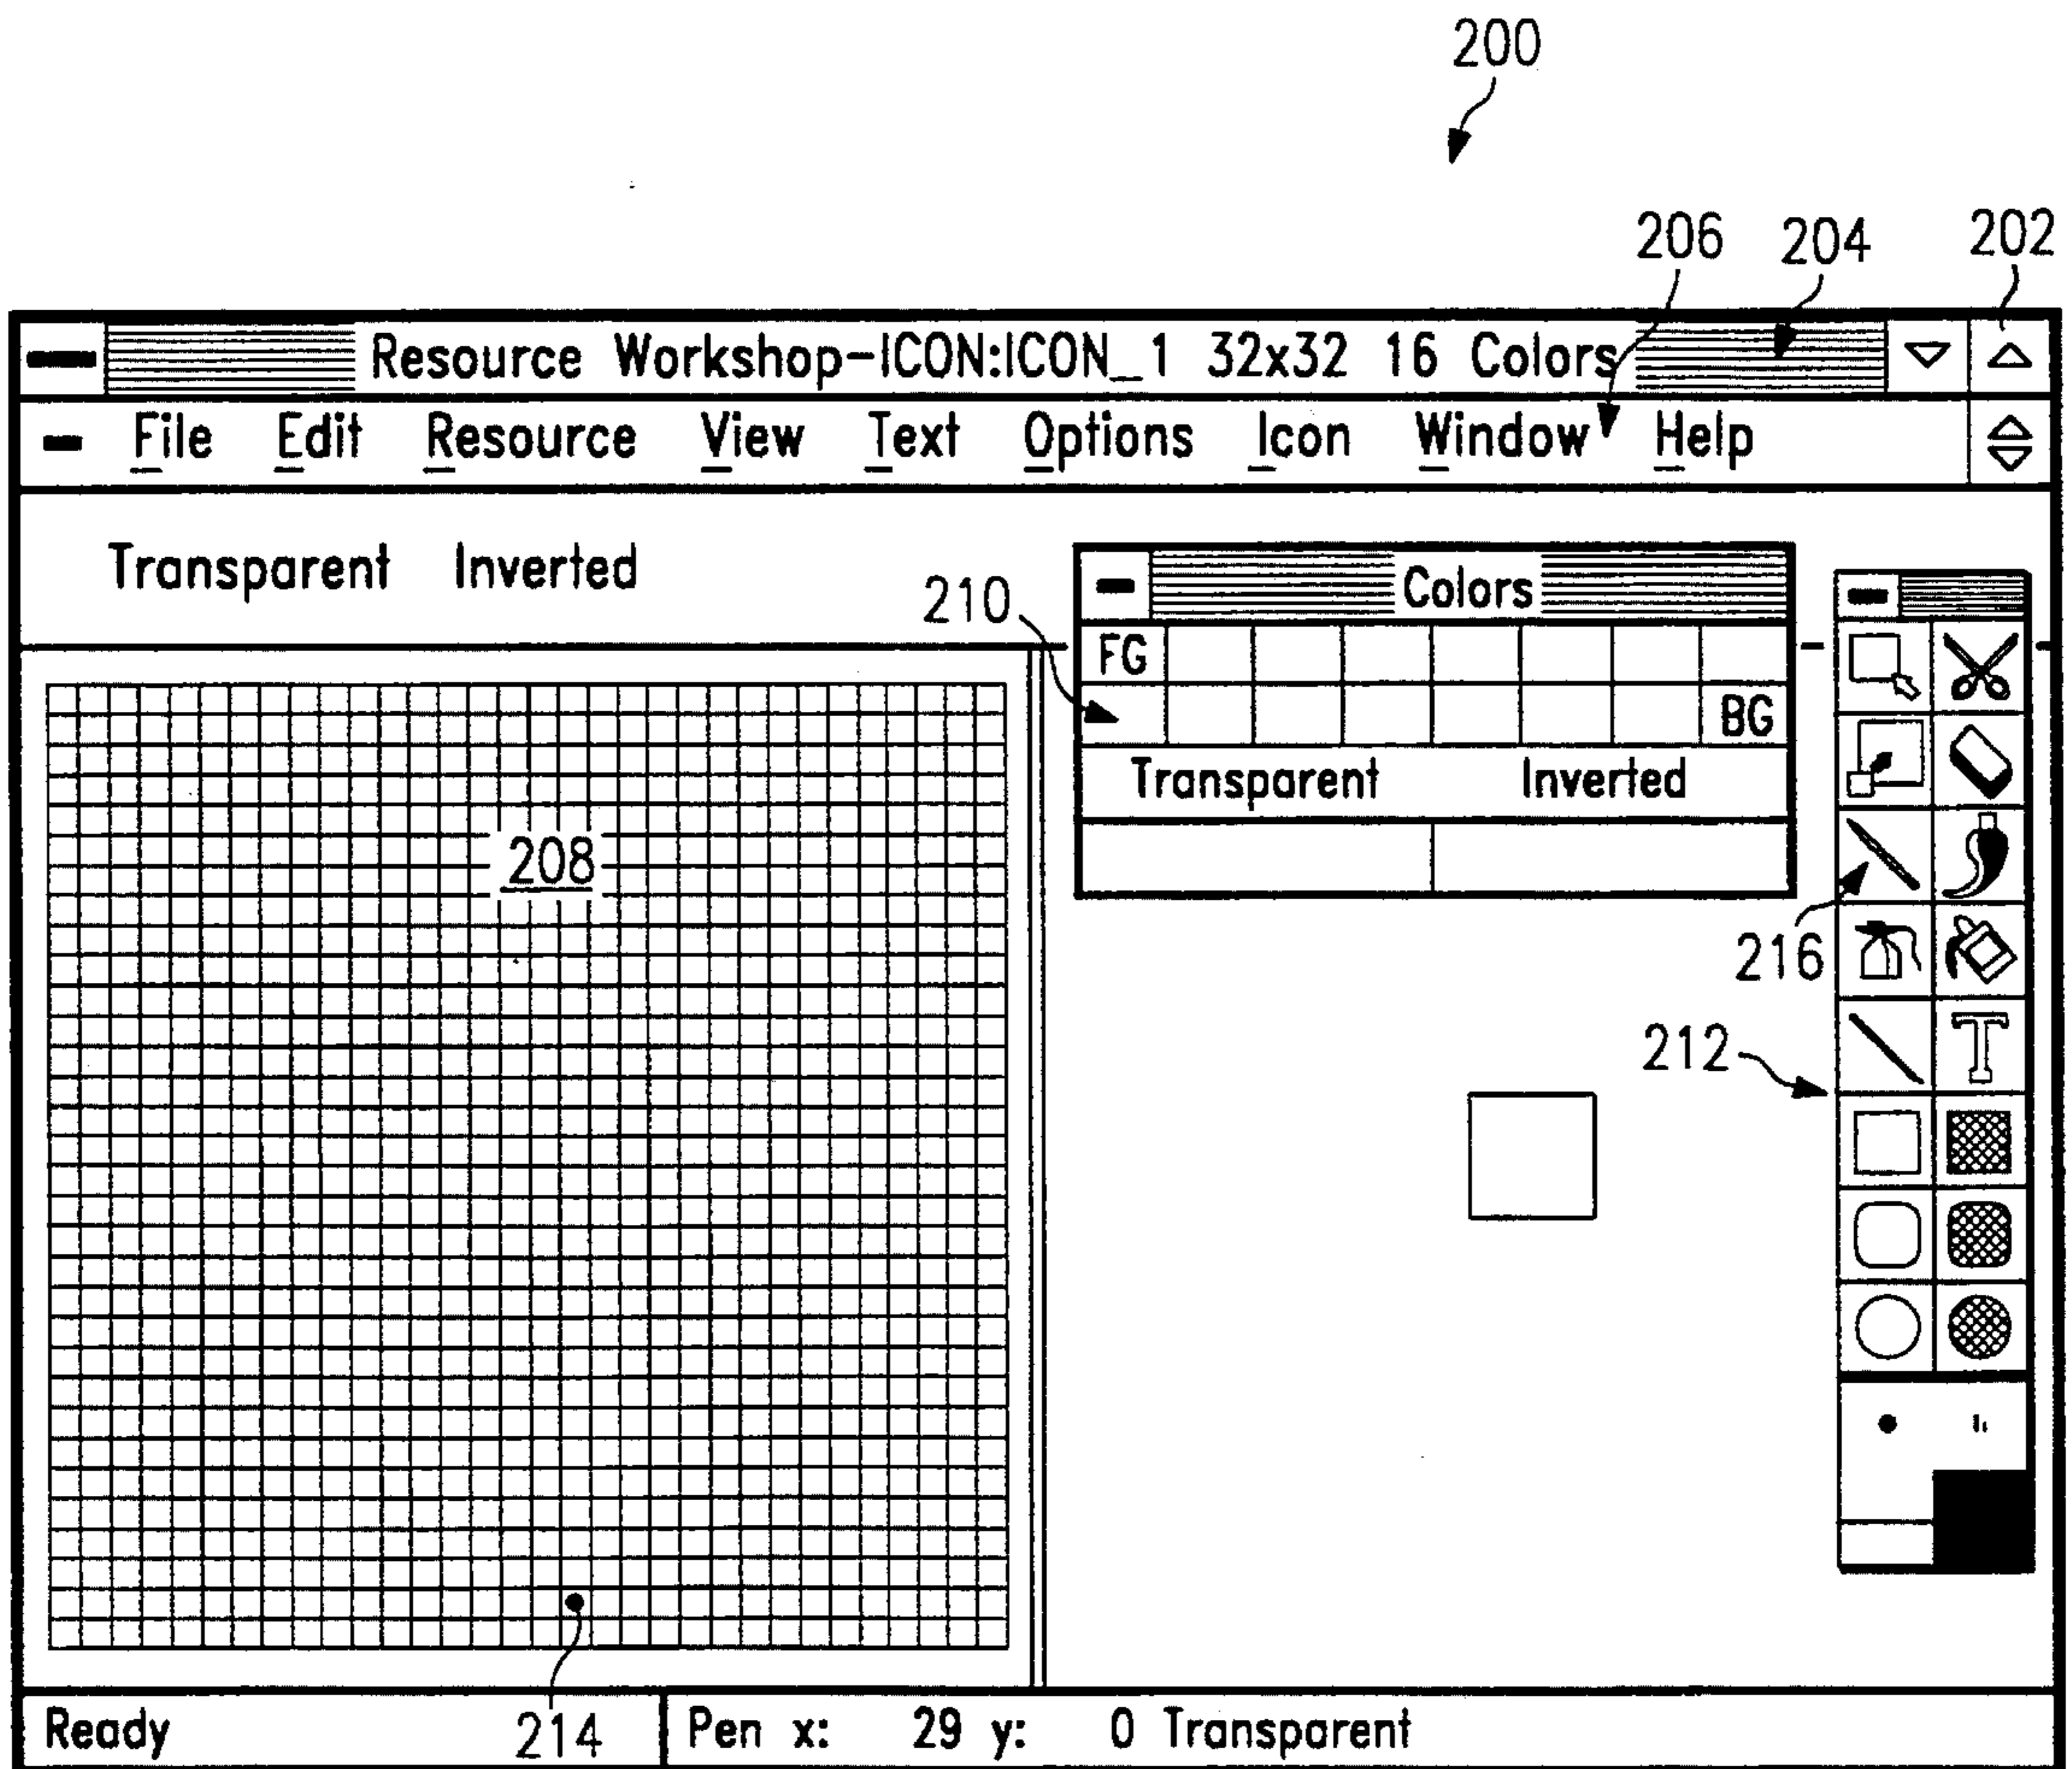 200
206 204 202
Resource Workshop-ICON:ICON_1 32x32 16 Colors
File Edit Resource View Text Options Icon Window Help
Transparent Inverted
Colors
210
FG
BG
Transparent Inverted
208
216
212
T
Ready
214
Pen x: 29 y: 0 Transparent